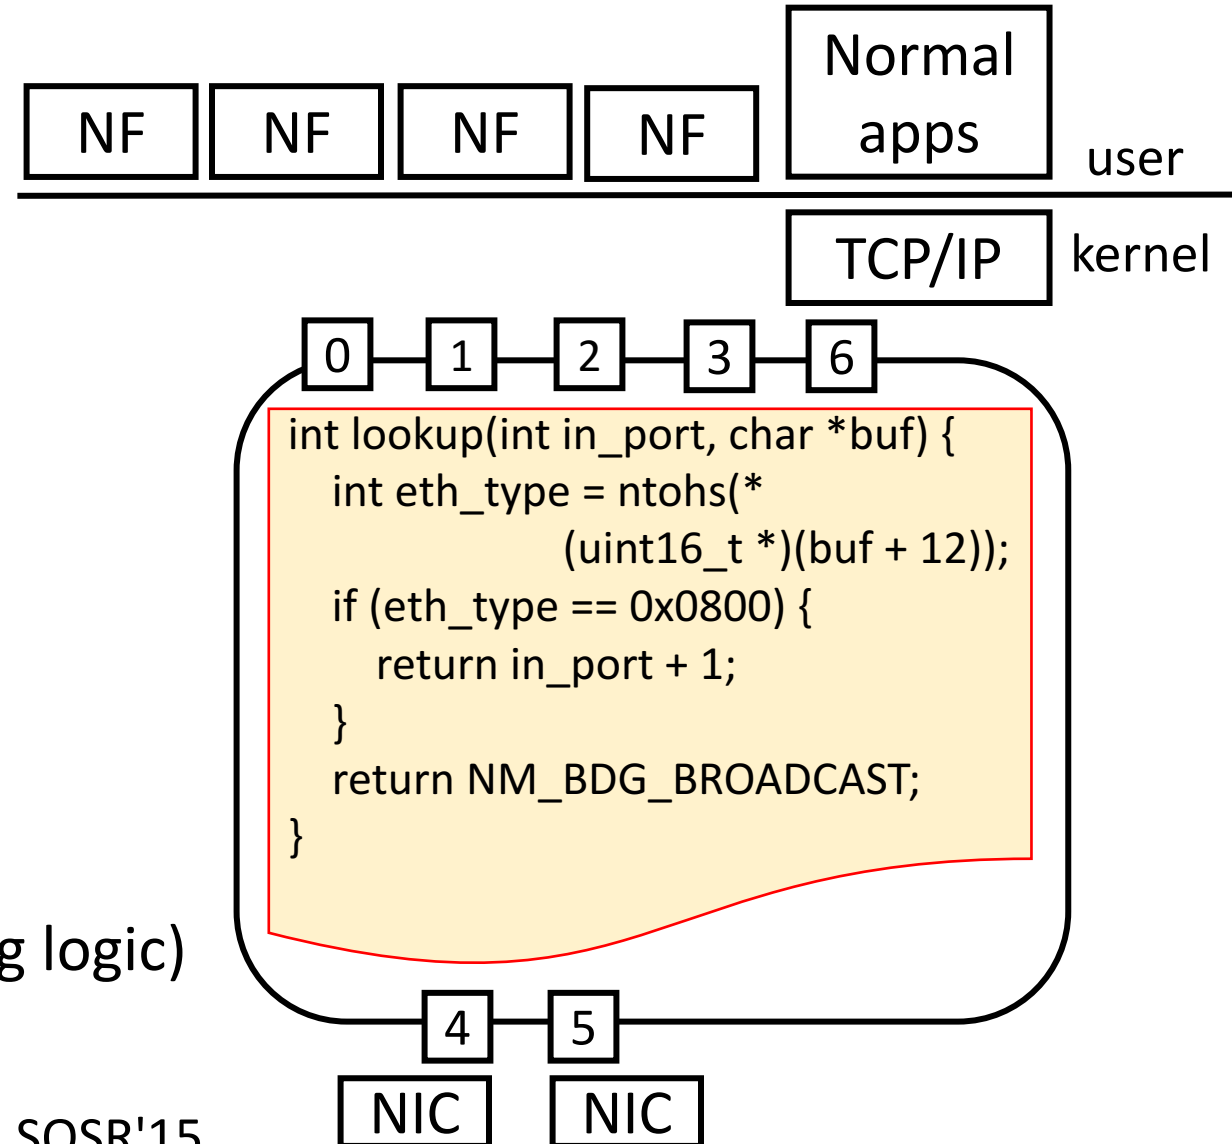 NF NF NF NF
Normal
apps
user
TCP/IP
kernel
0 1 2 3 6
int lookup(int in_port, char *buf) {
int eth_type = ntohs(*
(uint16_t *)(buf + 12));
if (eth_type == 0x0800) {
return in_port + 1;
}
return NM_BDG_BROADCAST;
}
g logic)
4 5
NIC NIC
SOSR'15